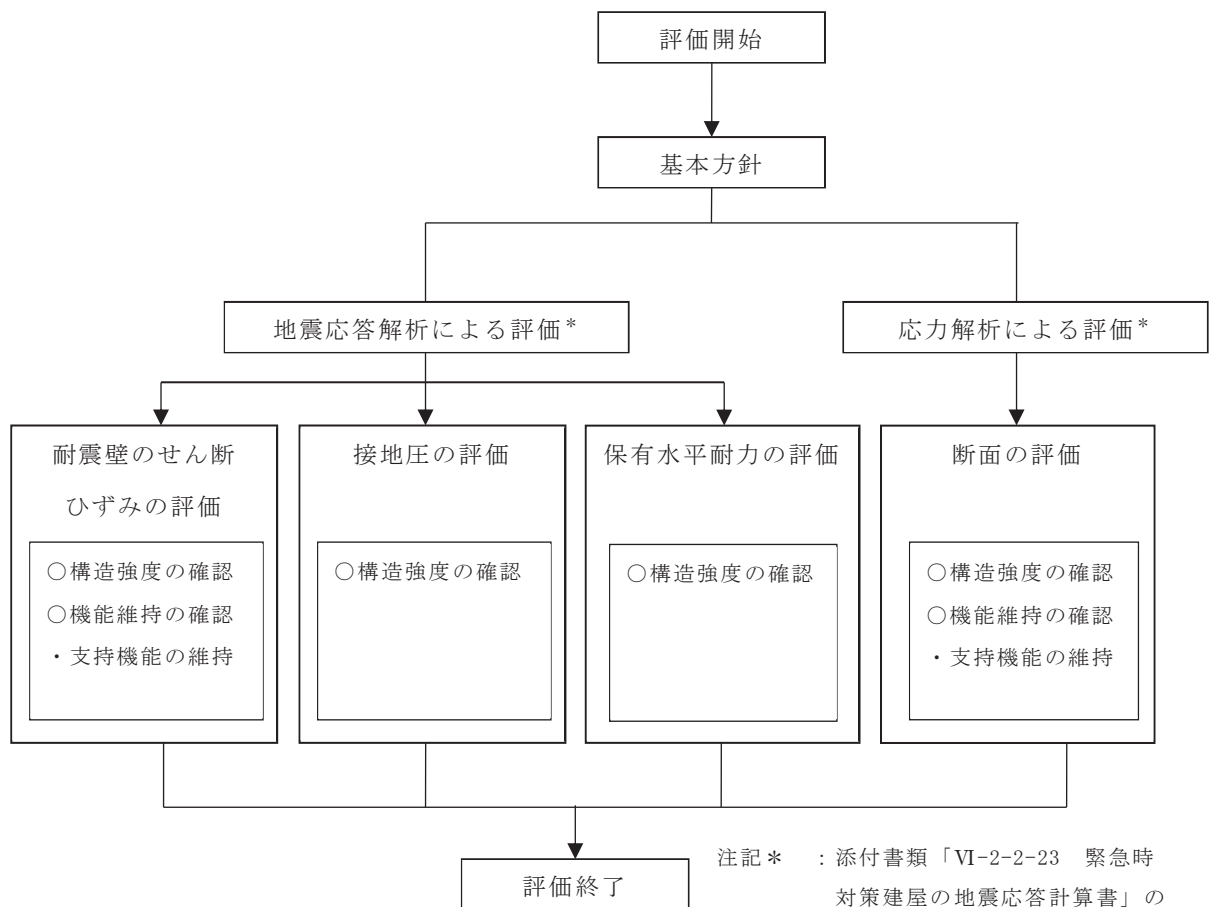 評価開始
基本方針
地震応答解析による評価*
応力解析による評価*
耐震壁のせん断
ひずみの評価
○構造強度の確認
○機能維持の確認
・支持機能の維持
接地圧の評価
○構造強度の確認
保有水平耐力の評価
○構造強度の確認
断面の評価
○構造強度の確認
○機能維持の確認
・支持機能の維持
評価終了
注記＊　：添付書類「Ⅵ-2-2-23　緊急時
対策建屋の地震応答計算書」の